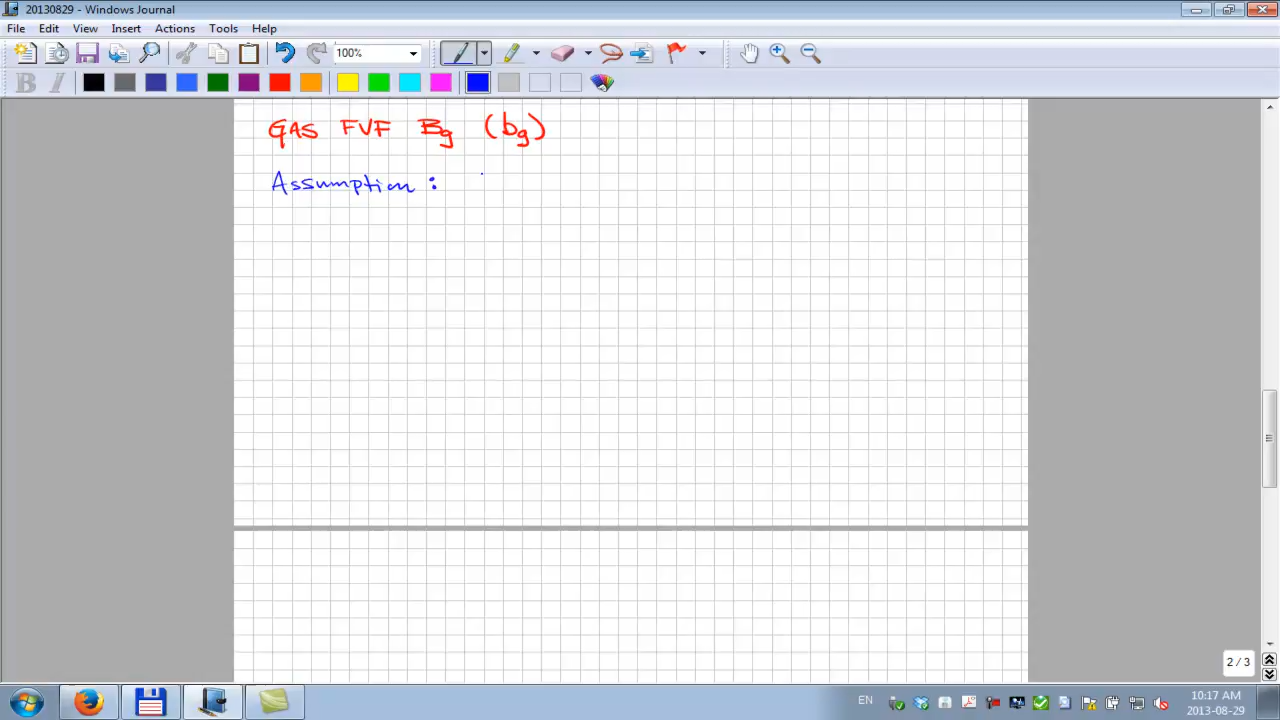 20130829 - Windows Journal
File Edit View Insert Actions Tools Help
100%
B I
GAS FVF Bg (bg)
Assumption :
2 / 3
EN 10:17 AM
2013-08-29